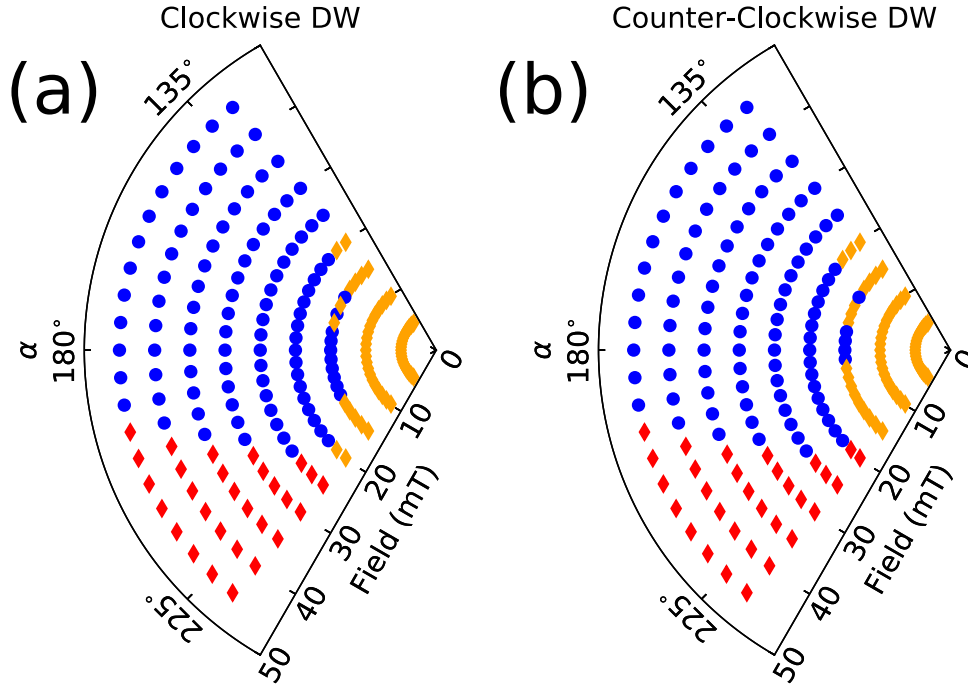 Clockwise DW
Counter-Clockwise DW
(a)
135°
α
180°
225°
0
10
20
30
40
50
Field (mT)
(b)
135°
α
180°
225°
0
10
20
30
40
50
Field (mT)